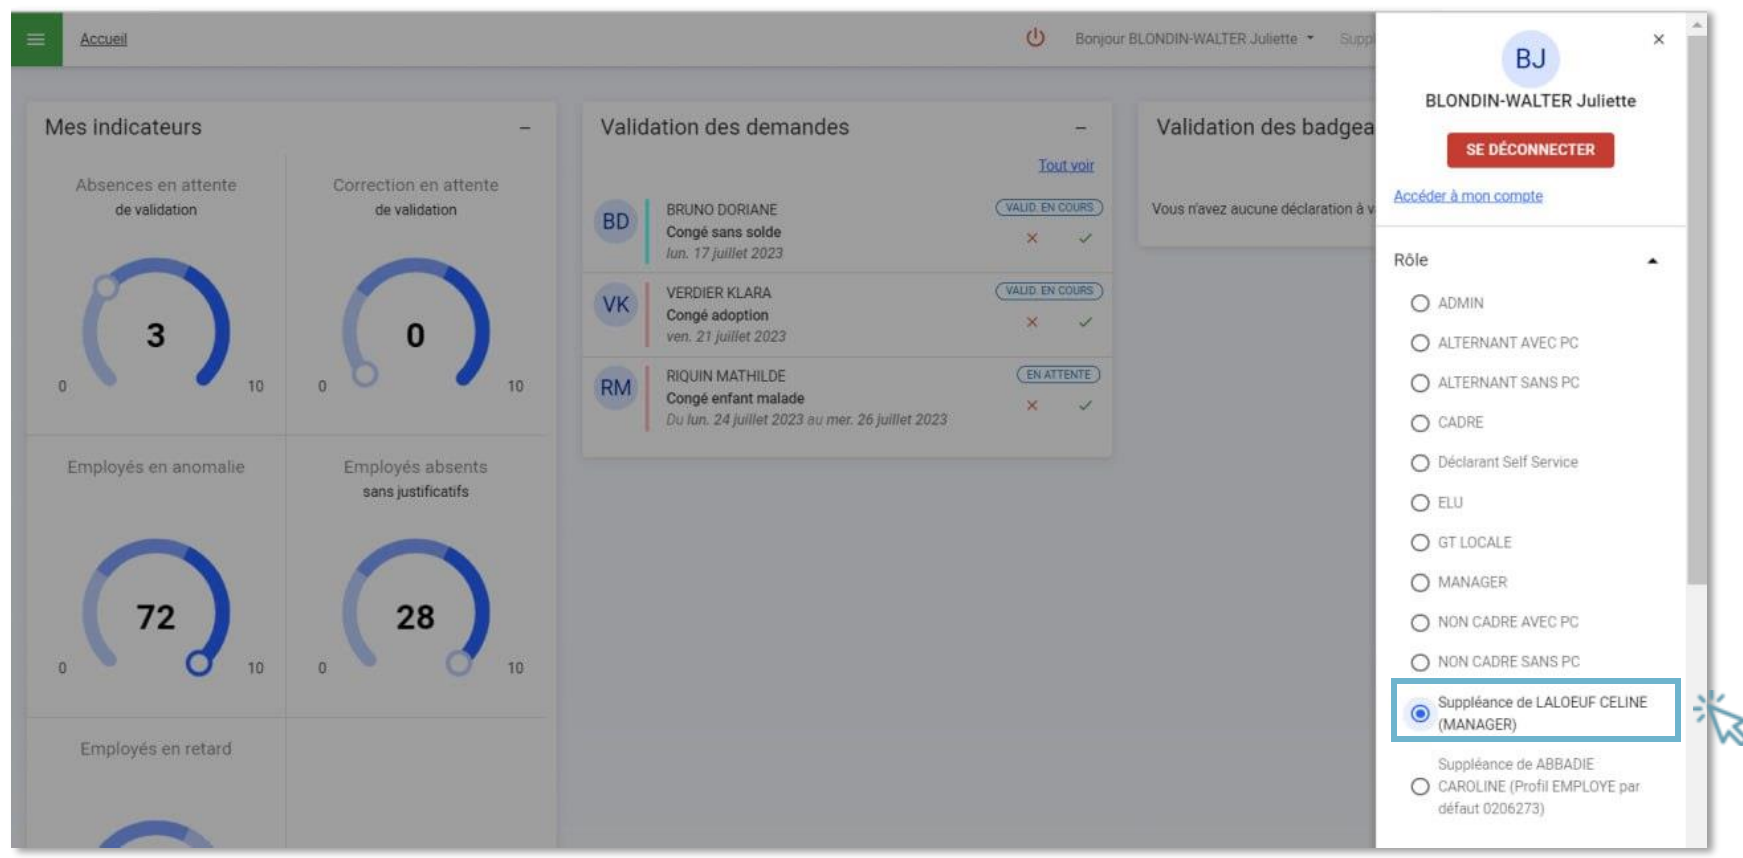 Accueil
Bonjour BLONDIN-WALTER Juliette
Suppl
Mes indicateurs
Absences en attente
de validation
3
0
10
Correction en attente
de validation
0
0
10
Employés en anomalie
72
0
10
Employés absents
sans justificatifs
28
0
10
Employés en retard
Validation des demandes
Tout voir
BD
BRUNO DORIANE
Congé sans solde
lun. 17 juillet 2023
VALID. EN COURS
VK
VERDIER KLARA
Congé adoption
ven. 21 juillet 2023
VALID. EN COURS
RM
RIQUIN MATHILDE
Congé enfant malade
Du lun. 24 juillet 2023 au mer. 26 juillet 2023
EN ATTENTE
Validation des badgea
Vous n'avez aucune déclaration à v
BJ
BLONDIN-WALTER Juliette
SE DÉCONNECTER
Accéder à mon compte
Rôle
ADMIN
ALTERNANT AVEC PC
ALTERNANT SANS PC
CADRE
Déclarant Self Service
ELU
GT LOCALE
MANAGER
NON CADRE AVEC PC
NON CADRE SANS PC
Suppléance de LALOEUF CELINE
(MANAGER)
Suppléance de ABBADIE
CAROLINE (Profil EMPLOYE par
défaut 0206273)